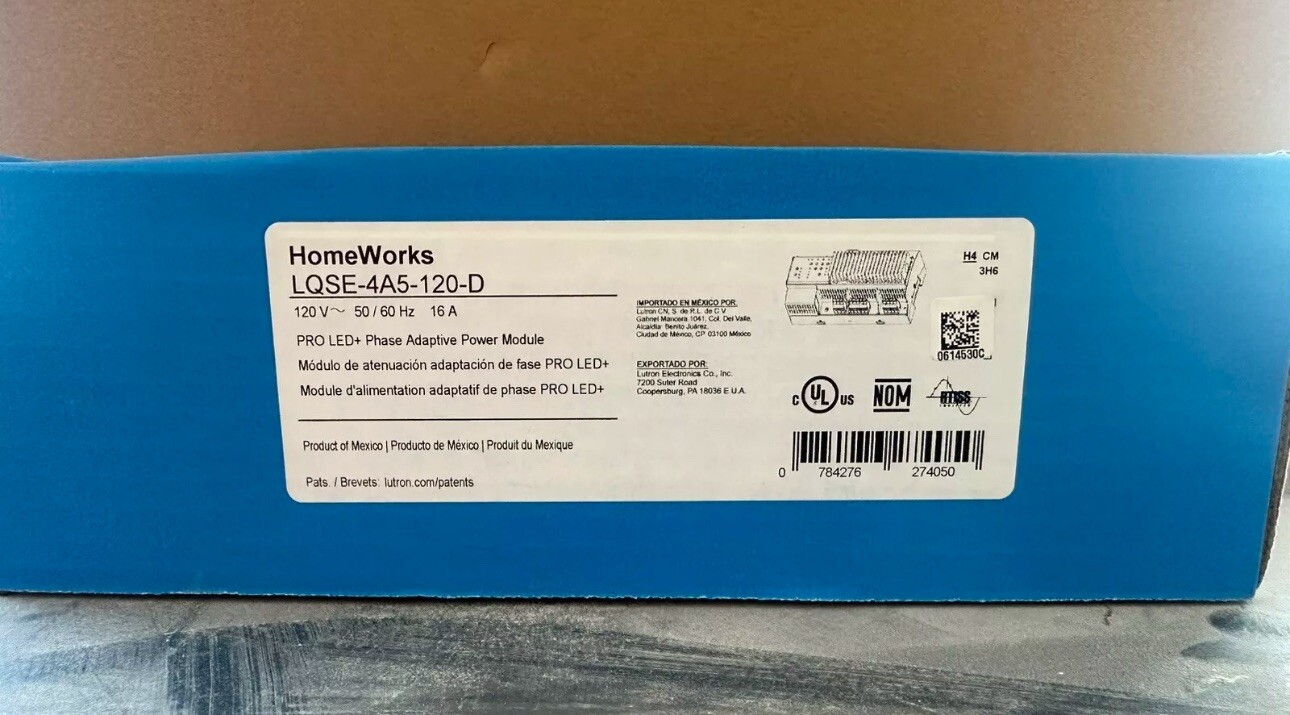 HomeWorks
LQSE-4A5-120-D
120 V~ 50 / 60 Hz 16 A
PRO LED+ Phase Adaptive Power Module
Módulo de atenuación adaptación de fase PRO LED+
Module d'alimentation adaptatif de phase PRO LED+
Product of Mexico | Producto de México | Produit du Mexique
Pats. / Brevets: lutron.com/patents
IMPORTADO EN MÉXICO POR:
Lutron CN, S. de R.L. de C.V
Gabriel Mancera 1041, Col. Del Valle,
Alcaldía Benito Juárez,
Ciudad de México, CP 03100 México
EXPORTADO POR:
Lutron Electronics Co., Inc.
7200 Suter Road
Coopersburg, PA 18036 E.U.A.
H4 CM
3H6
0614530C
C UL US
NOM
RTISS
0 784276 274050